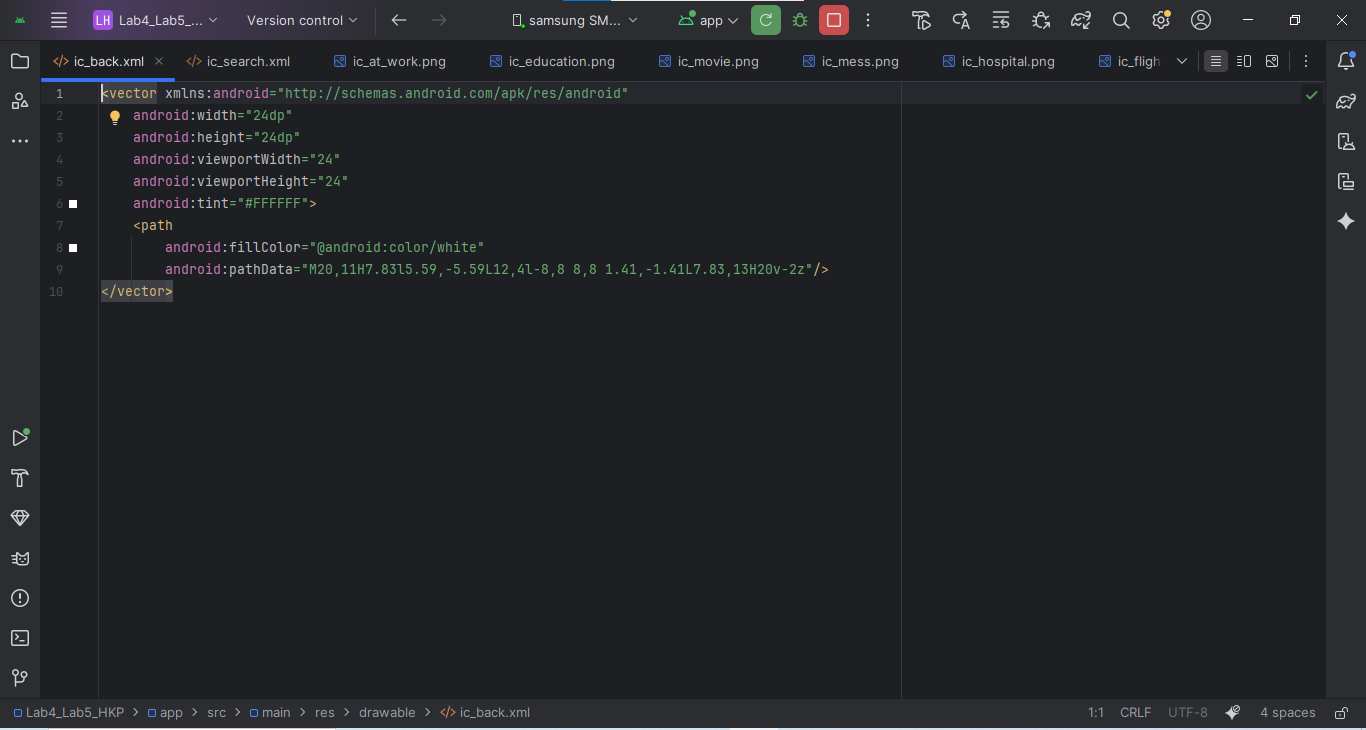 LH Lab4_Lab5_... Version control samsung SM... app
ic_back.xml ic_search.xml ic_at_work.png ic_education.png ic_movie.png ic_mess.png ic_hospital.png ic_fligh
1 <vector xmlns:android="http://schemas.android.com/apk/res/android"
2 android:width="24dp"
3 android:height="24dp"
4 android:viewportWidth="24"
5 android:viewportHeight="24"
6 android:tint="#FFFFFF">
7 <path
8 android:fillColor="@android:color/white"
9 android:pathData="M20,11H7.83l5.59,-5.59L12,4l-8,8 8,8 1.41,-1.41L7.83,13H20v-2z"/>
10 </vector>
Lab4_Lab5_HKP > app > src > main > res > drawable > </> ic_back.xml 1:1 CRLF UTF-8 4 spaces